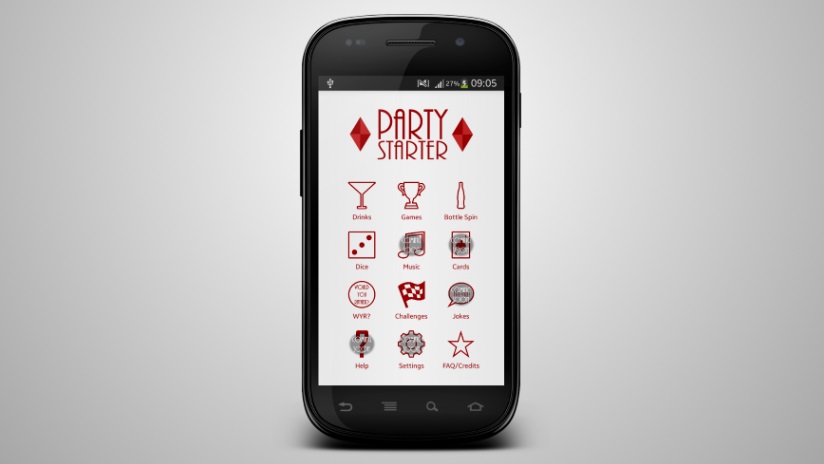 27% 09:05
PARTY
STARTER
Drinks Games Bottle Spin
Dice Music Cards
WOULD
YOU
RATHER?
WYR? Challenges Jokes
Help Settings FAQ/Credits